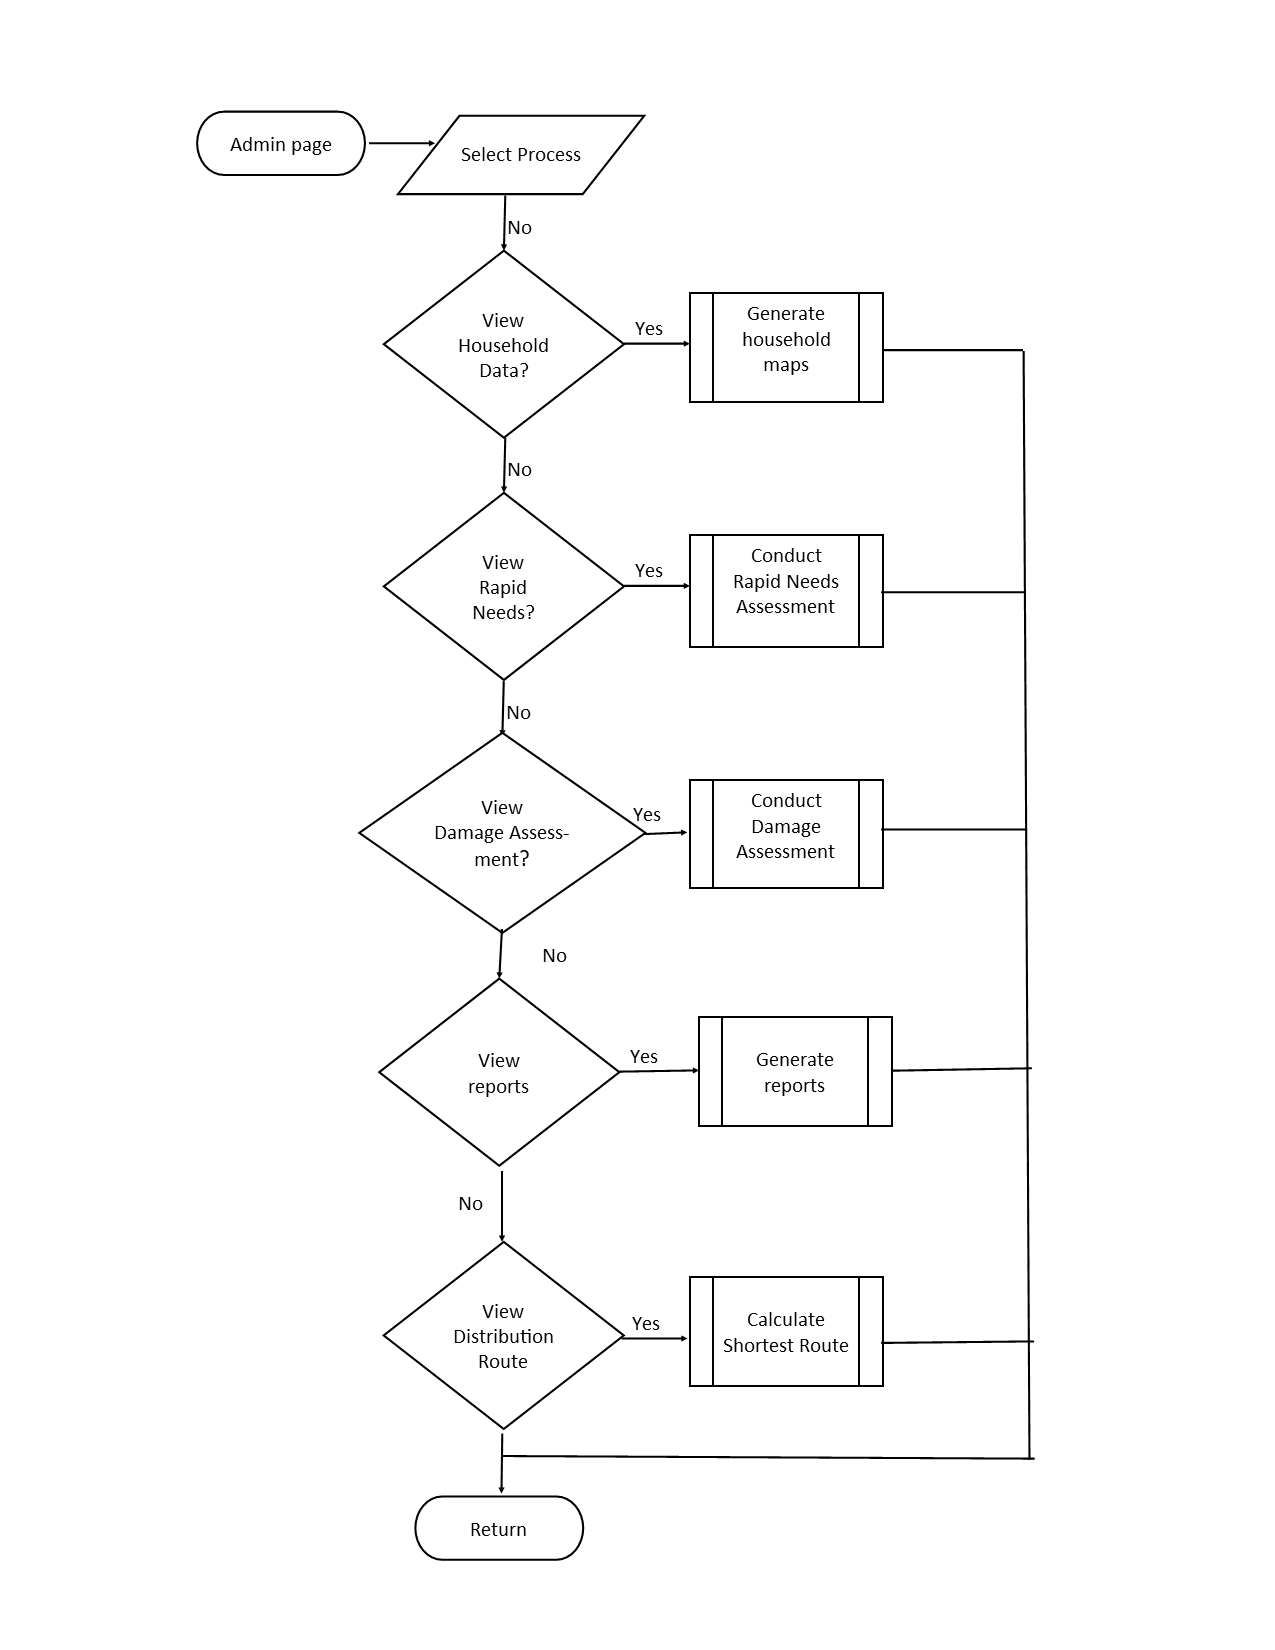 Admin page
Select Process
No
View
Household
Data?
Yes
Generate
household
maps
No
View
Rapid
Needs?
Yes
Conduct
Rapid Needs
Assessment
No
View
Damage Assess-
ment?
Yes
Conduct
Damage
Assessment
No
View
reports
Yes
Generate
reports
No
View
Distribution
Route
Yes
Calculate
Shortest Route
Return